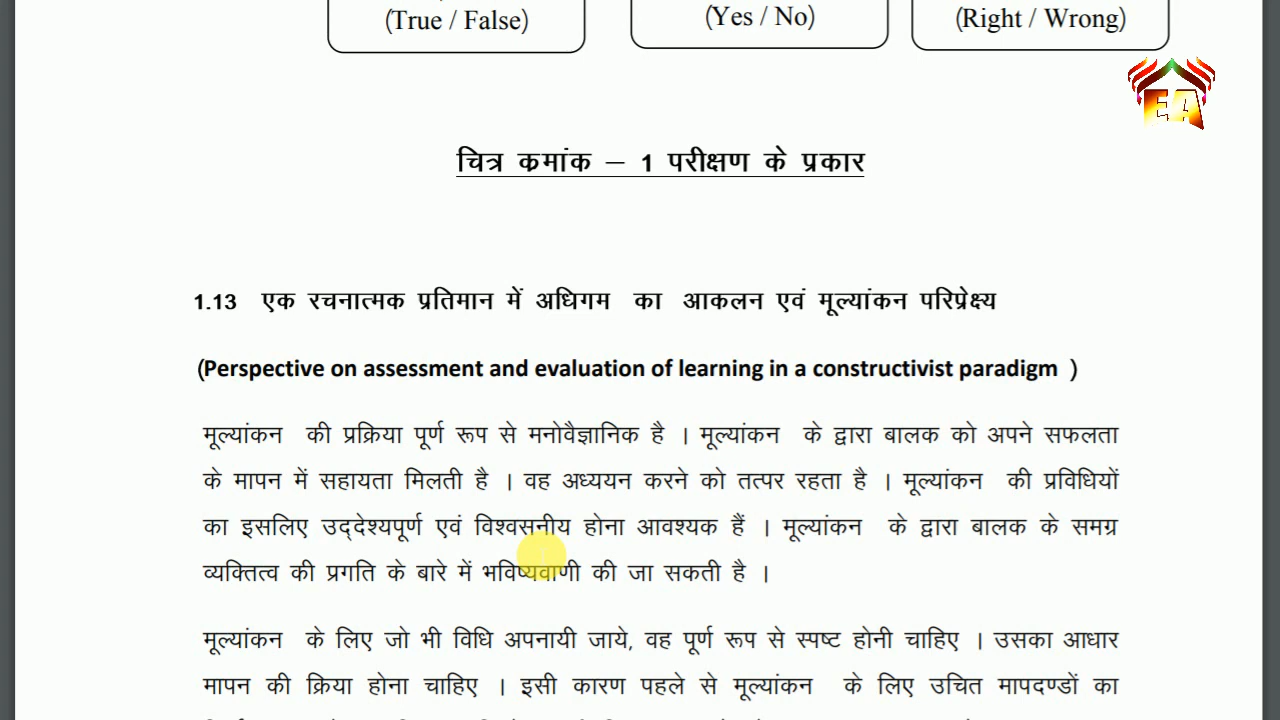 (True / False)
(Yes / No)
(Right / Wrong)
EA
चित्र क्रमांक – 1 परीक्षण के प्रकार
1.13 एक रचनात्मक प्रतिमान में अधिगम का आकलन एवं मूल्यांकन परिप्रेक्ष्य
(Perspective on assessment and evaluation of learning in a constructivist paradigm )
मूल्यांकन की प्रक्रिया पूर्ण रूप से मनोवैज्ञानिक है । मूल्यांकन के द्वारा बालक को अपने सफलता
के मापन में सहायता मिलती है । वह अध्ययन करने को तत्पर रहता है । मूल्यांकन की प्रविधियों
का इसलिए उद्देश्यपूर्ण एवं विश्वसनीय होना आवश्यक हैं । मूल्यांकन के द्वारा बालक के समग्र
व्यक्तित्व की प्रगति के बारे में भविष्यवाणी की जा सकती है ।
मूल्यांकन के लिए जो भी विधि अपनायी जाये, वह पूर्ण रूप से स्पष्ट होनी चाहिए । उसका आधार
मापन की क्रिया होना चाहिए । इसी कारण पहले से मूल्यांकन के लिए उचित मापदण्डों का